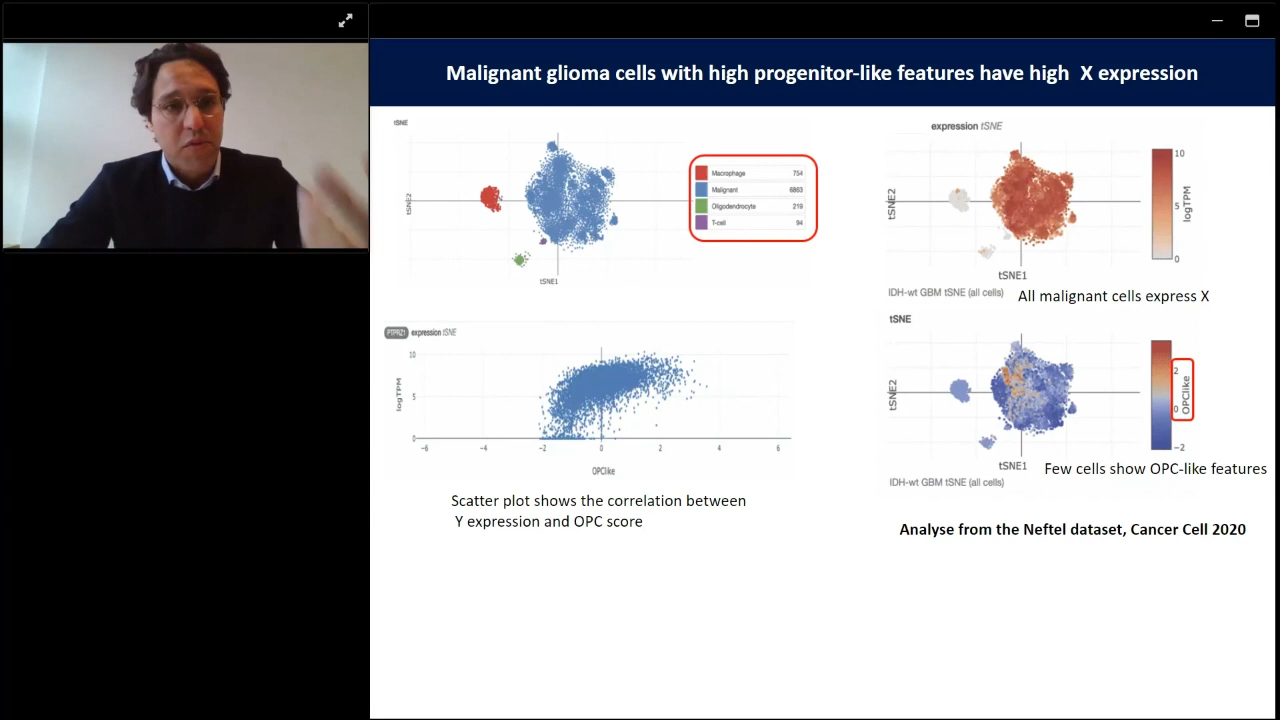 Malignant glioma cells with high progenitor-like features have high X expression
tSNE
tSNE2
tSNE1
Macrophage 754
Malignant 6863
Oligodendrocyte 219
T-cell 94
expression tSNE
tSNE2
tSNE1
10
5
0
logTPM
IDH-wt GBM tSNE (all cells)
All malignant cells express X
PTPRZ1 expression tSNE
10
5
0
logTPM
-6 -4 -2 0 2 4 6
OPClike
Scatter plot shows the correlation between
Y expression and OPC score
tSNE
tSNE2
tSNE1
2
0
-2
OPClike
IDH-wt GBM tSNE (all cells)
Few cells show OPC-like features
Analyse from the Neftel dataset, Cancer Cell 2020